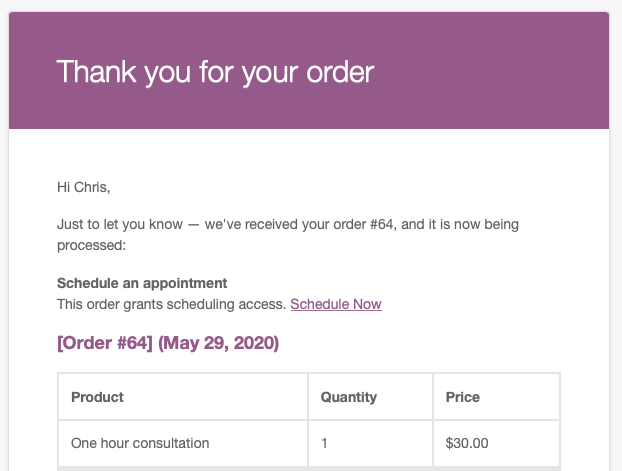 Thank you for your order
Hi Chris,
Just to let you know — we've received your order #64, and it is now being
processed:
Schedule an appointment
This order grants scheduling access. Schedule Now
[Order #64] (May 29, 2020)
Product Quantity Price
One hour consultation 1 $30.00